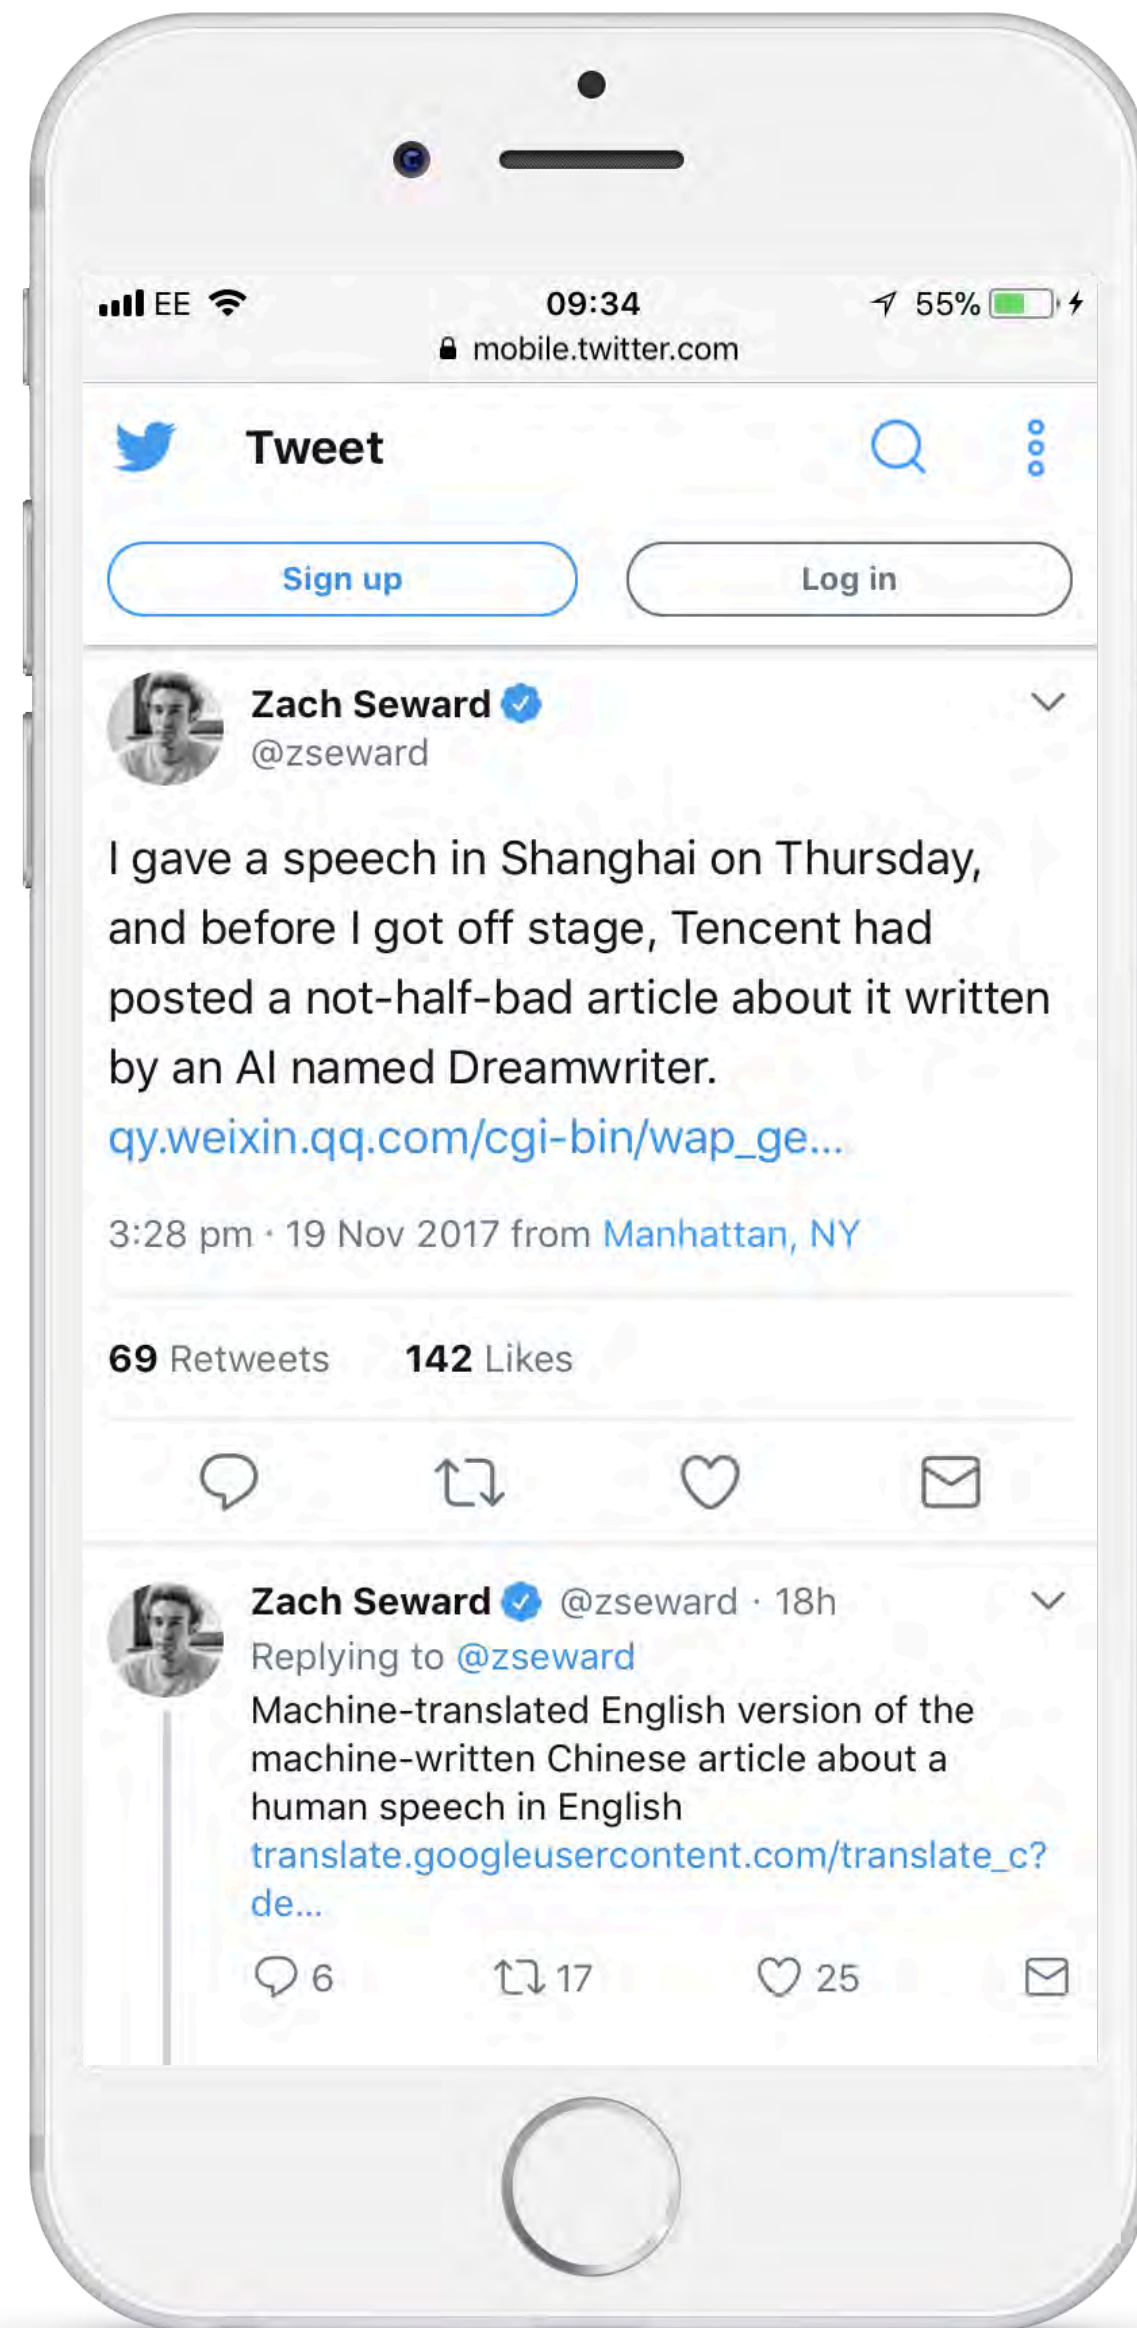 EE 09:34 55%
mobile.twitter.com
Tweet
Sign up Log in
Zach Seward
@zseward
I gave a speech in Shanghai on Thursday,
and before I got off stage, Tencent had
posted a not-half-bad article about it written
by an AI named Dreamwriter.
qy.weixin.qq.com/cgi-bin/wap_ge...
3:28 pm · 19 Nov 2017 from Manhattan, NY
69 Retweets 142 Likes
Zach Seward @zseward · 18h
Replying to @zseward
Machine-translated English version of the
machine-written Chinese article about a
human speech in English
translate.googleusercontent.com/translate_c?
de...
6 17 25